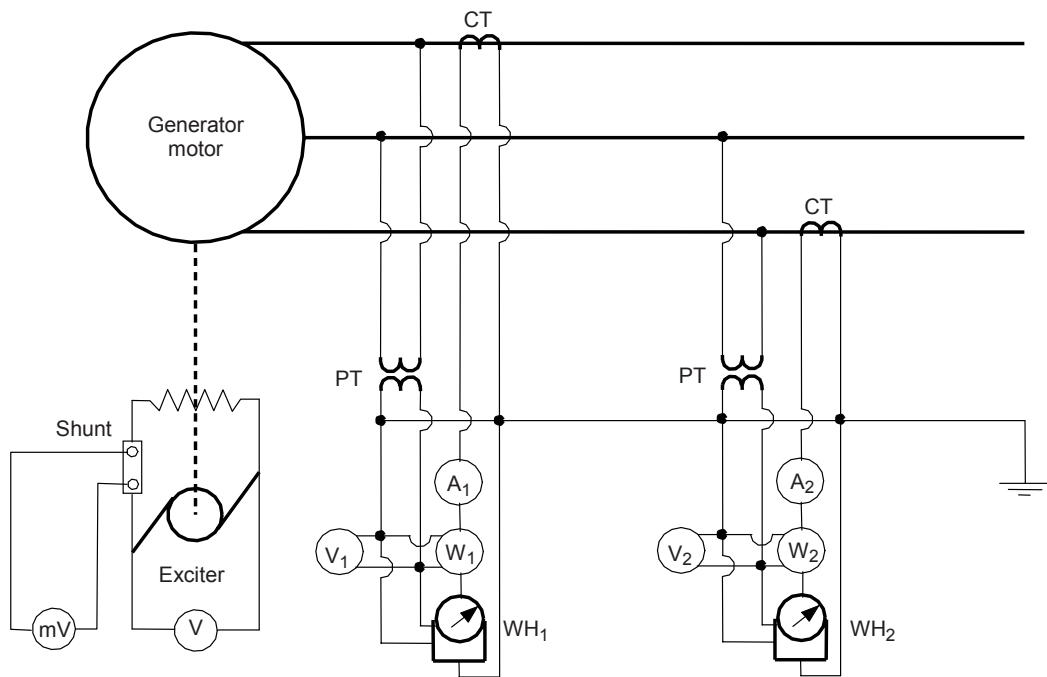 CT
Generator
motor
CT
PT
PT
Shunt
A₁
A₂
V₁
W₁
V₂
W₂
Exciter
mV
V
WH₁
WH₂